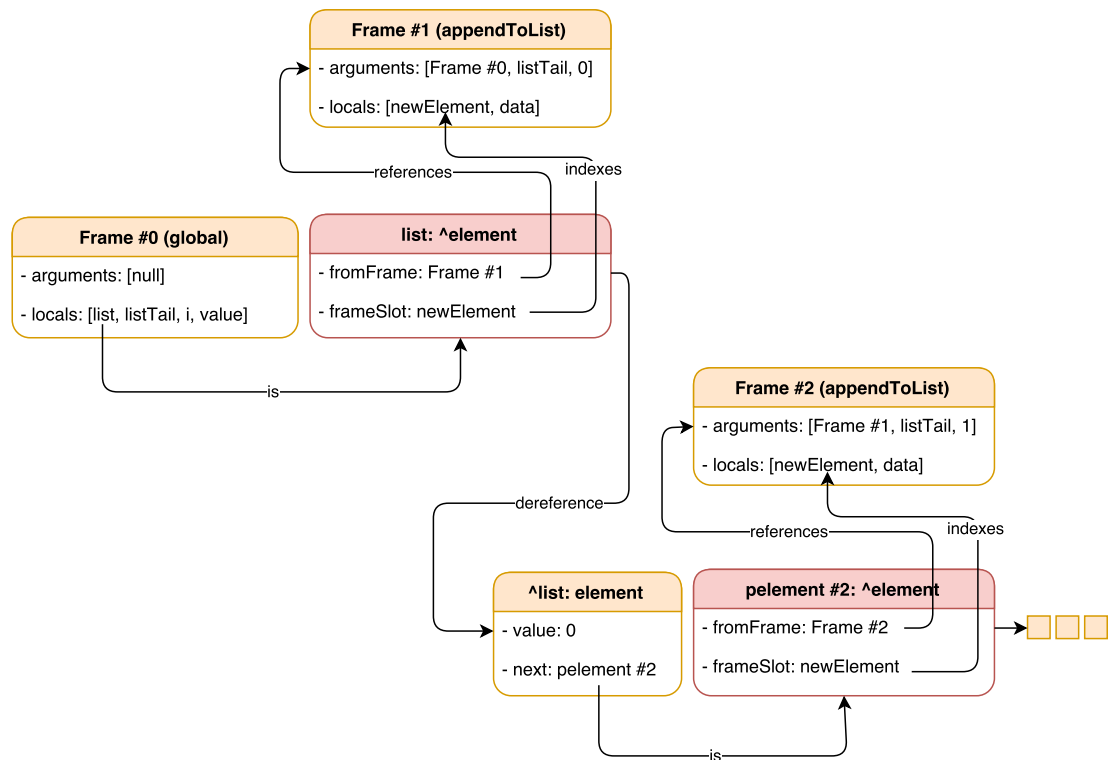 Frame #1 (appendToList)
- arguments: [Frame #0, listTail, 0]
- locals: [newElement, data]
references
indexes
Frame #0 (global)
- arguments: [null]
- locals: [list, listTail, i, value]
list: ^element
- fromFrame: Frame #1
- frameSlot: newElement
is
Frame #2 (appendToList)
- arguments: [Frame #1, listTail, 1]
- locals: [newElement, data]
dereference
references
indexes
^list: element
- value: 0
- next: pelement #2
pelement #2: ^element
- fromFrame: Frame #2
- frameSlot: newElement
is